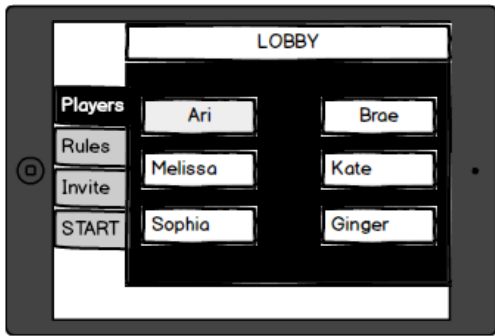 LOBBY
Players
Rules
Invite
START
Ari
Brae
Melissa
Kate
Sophia
Ginger